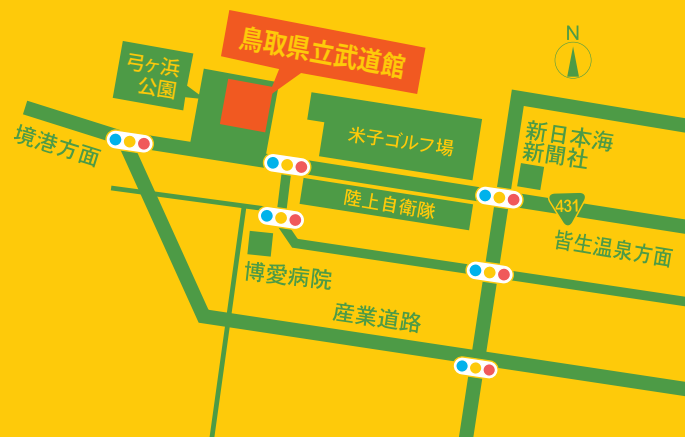 N
鳥取県立武道館
弓ヶ浜
公園
米子ゴルフ場
新日本海
新聞社
境港方面
陸上自衛隊
431
皆生温泉方面
博愛病院
産業道路